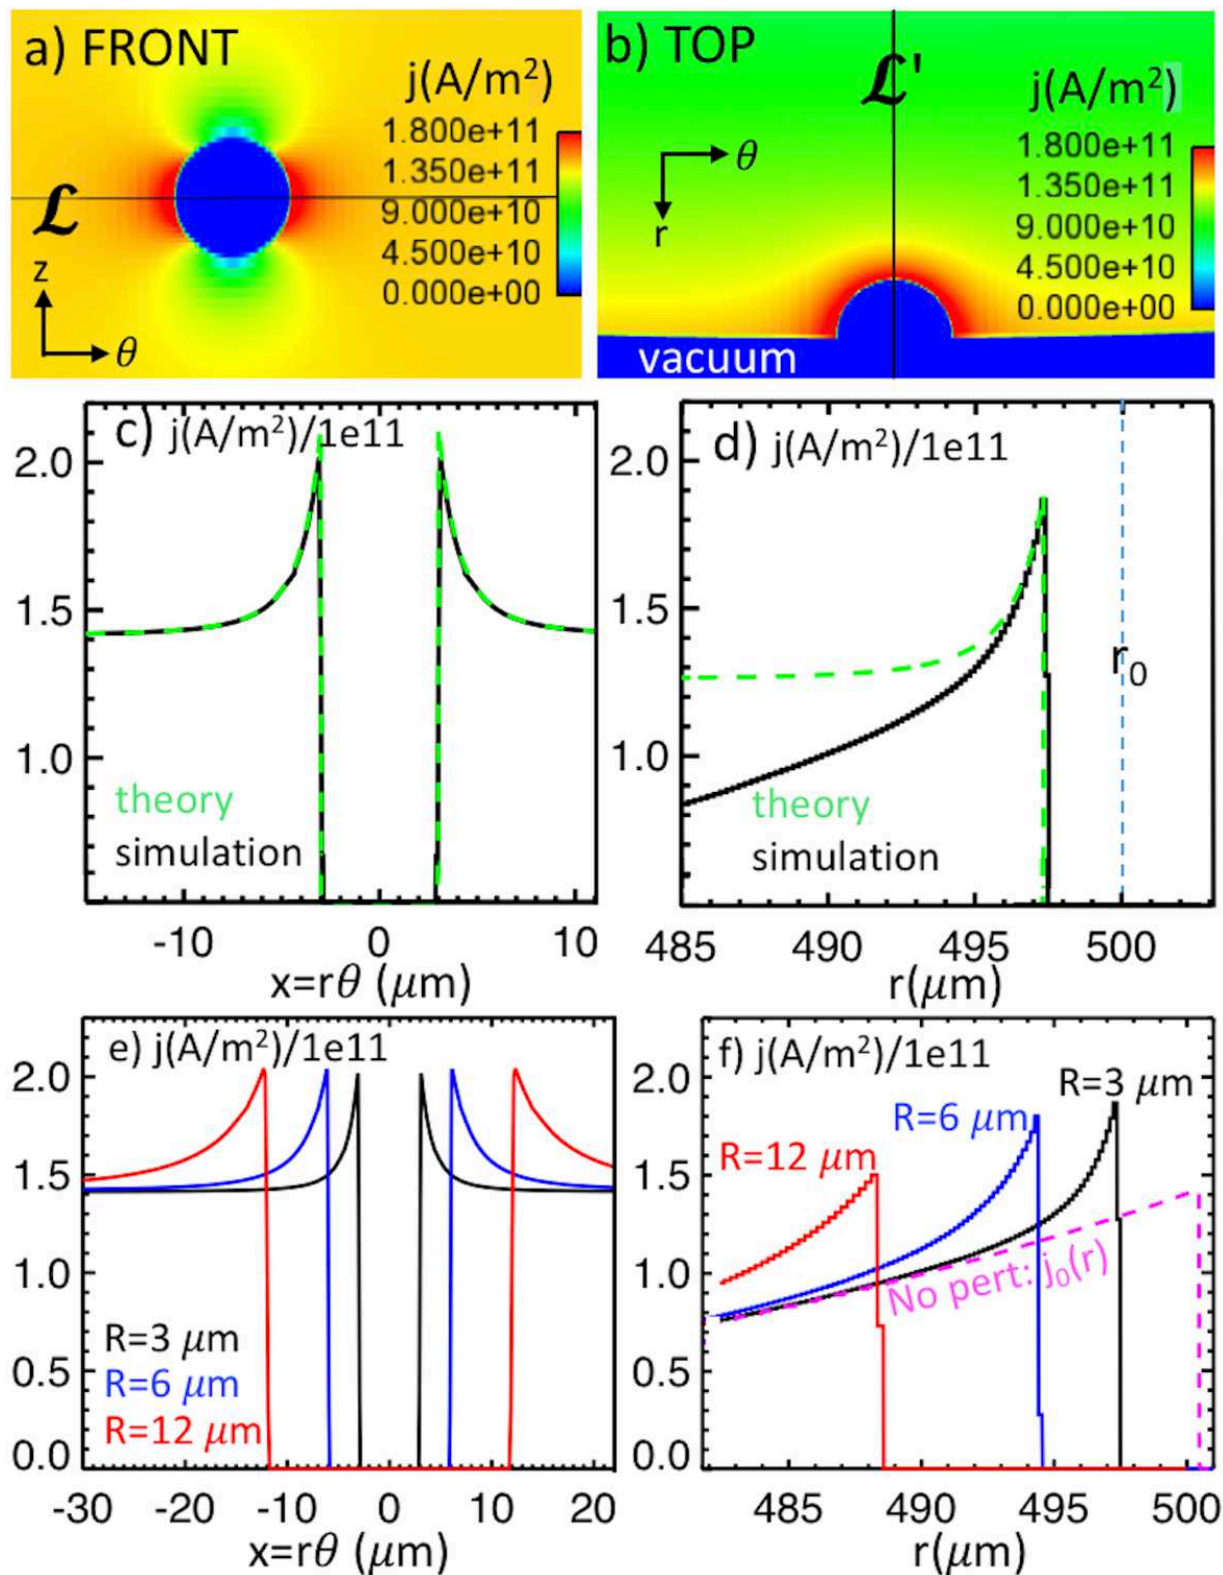 a) FRONT
j(A/m²)
1.800e+11
1.350e+11
9.000e+10
4.500e+10
0.000e+00
ℒ
z
θ
b) TOP
ℒ'
j(A/m²)
1.800e+11
1.350e+11
9.000e+10
4.500e+10
0.000e+00
θ
r
vacuum
c) j(A/m²)/1e11
2.0
1.5
1.0
theory
simulation
-10 0 10
x=rθ (μm)
d) j(A/m²)/1e11
2.0
1.5
1.0
r₀
theory
simulation
485 490 495 500
r(μm)
e) j(A/m²)/1e11
2.0
1.5
1.0
0.5
0.0
R=3 μm
R=6 μm
R=12 μm
-30 -20 -10 0 10 20
x=rθ (μm)
f) j(A/m²)/1e11
2.0
1.5
1.0
0.5
0.0
R=3 μm
R=6 μm
R=12 μm
No pert: j₀(r)
485 490 495 500
r(μm)